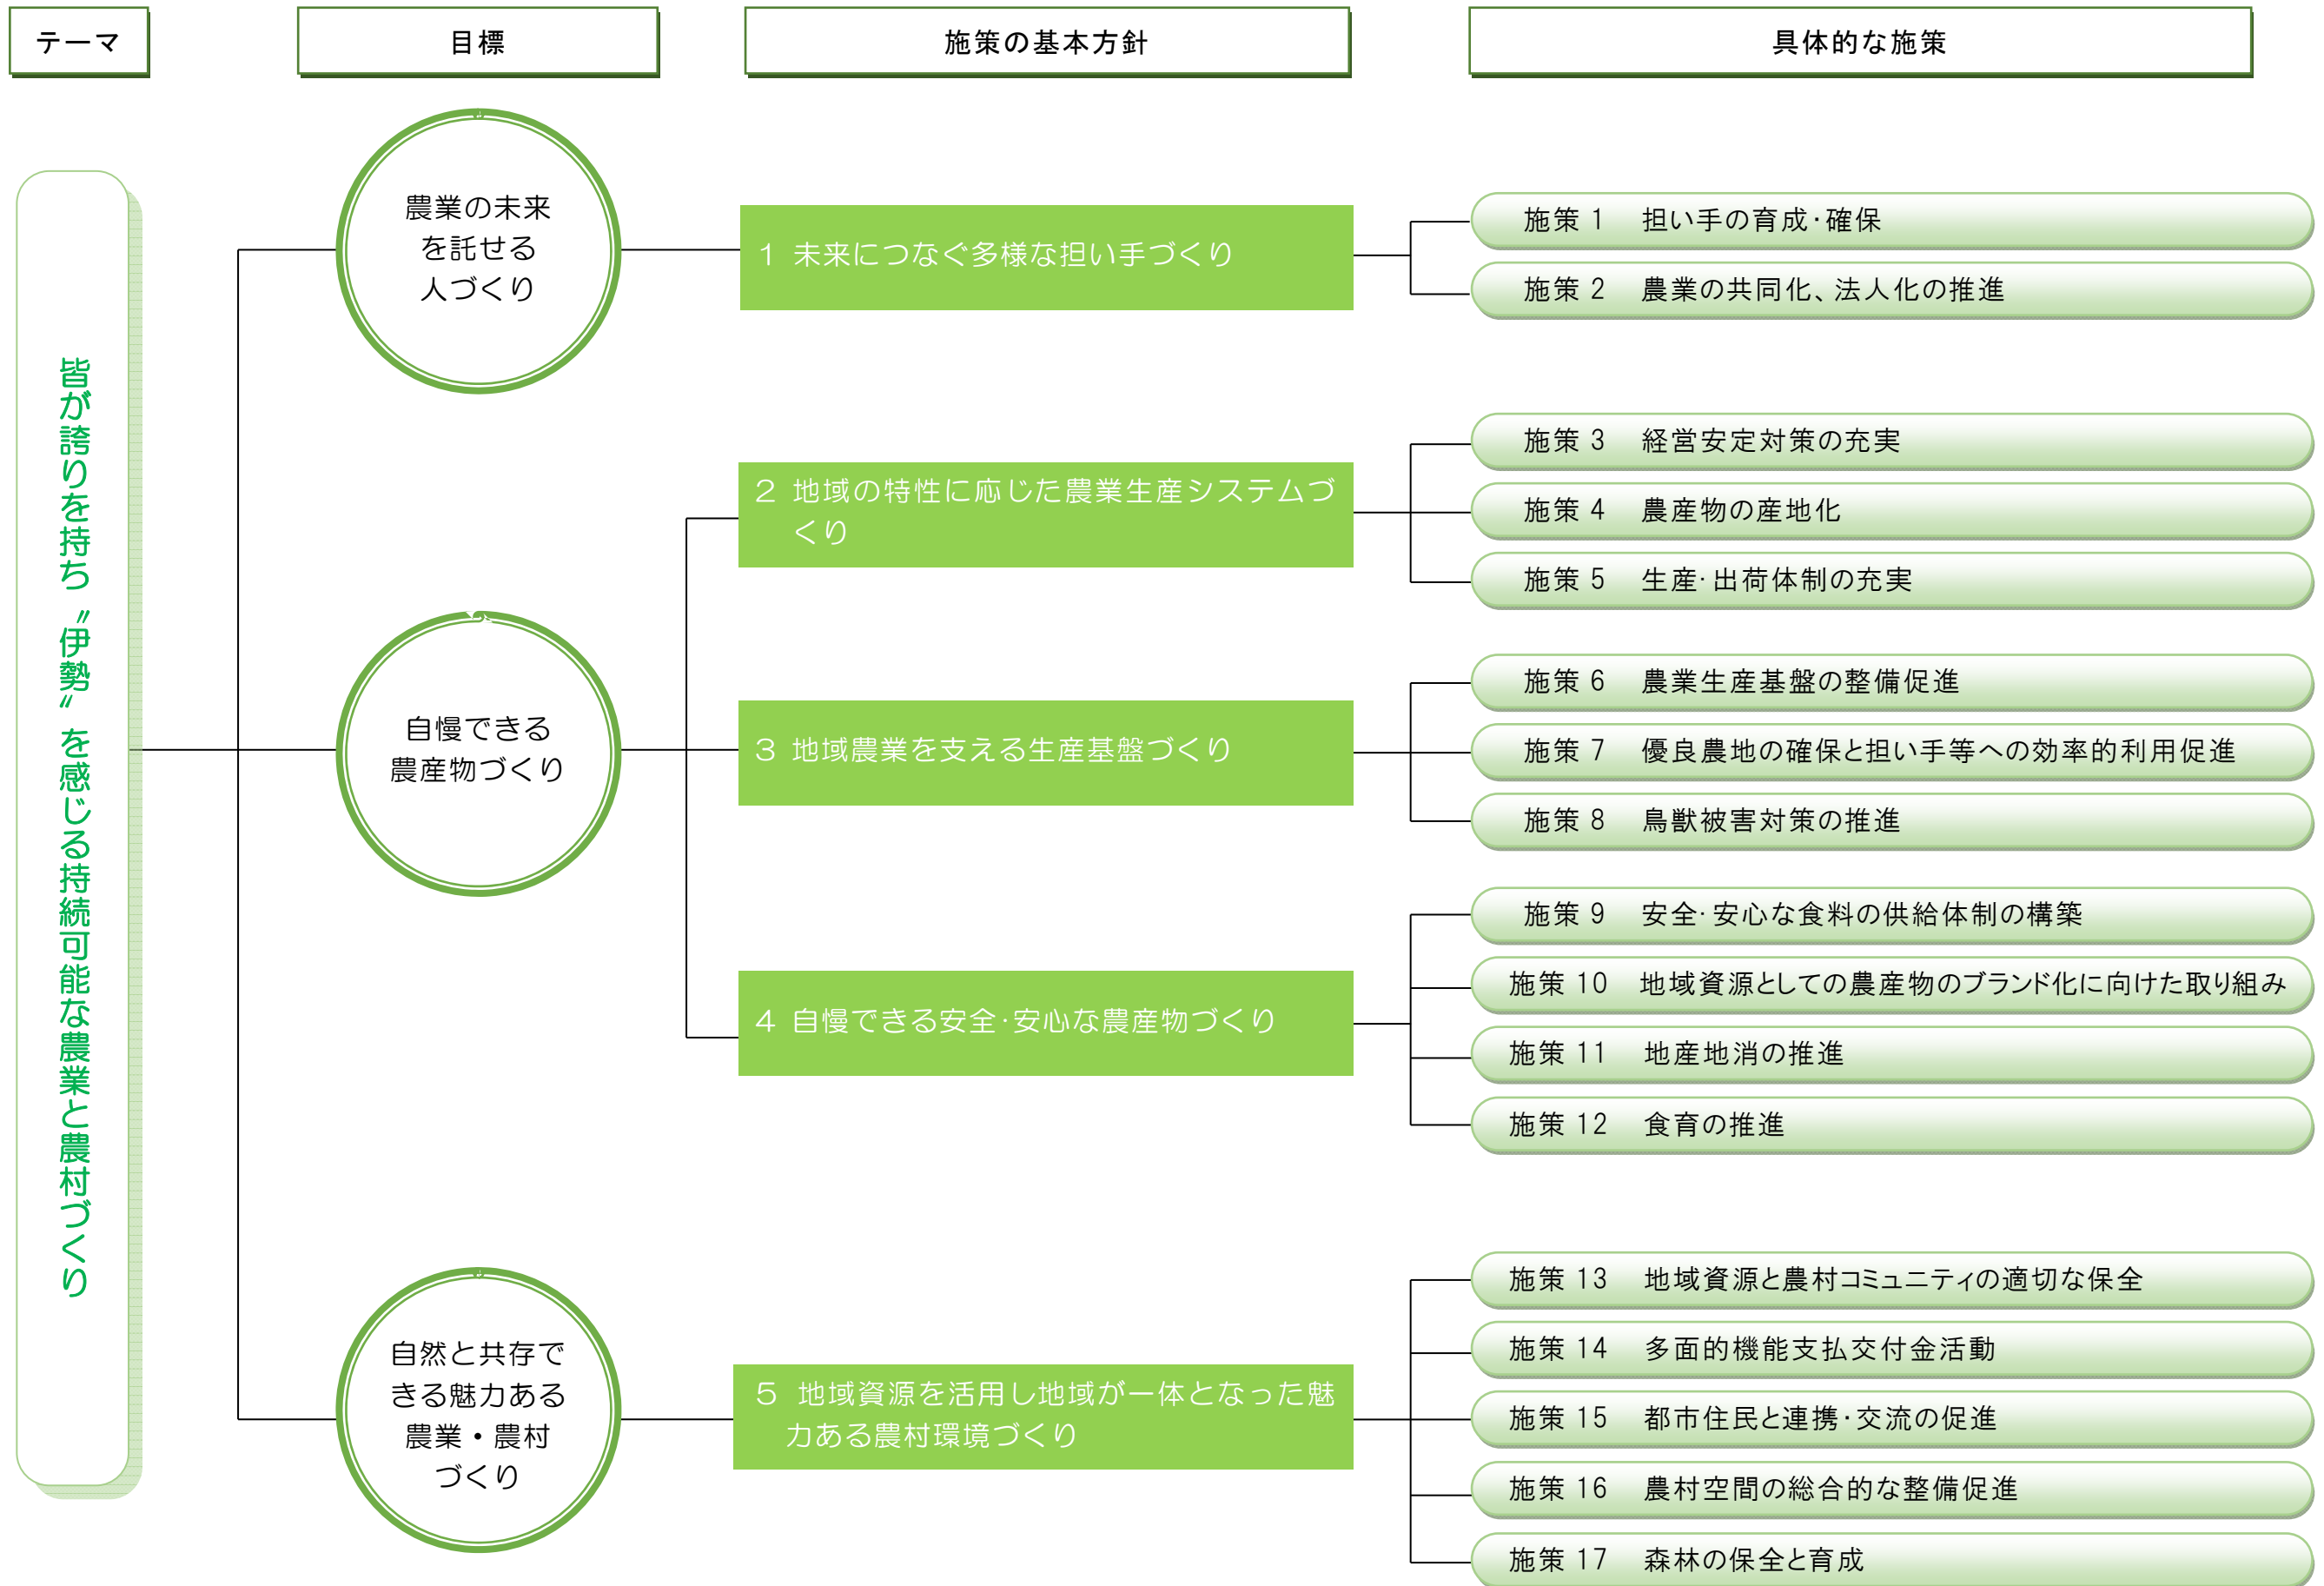 テーマ
目標
施策の基本方針
具体的な施策
皆が誇りを持ち〝伊勢〟を感じる持続可能な農業と農村づくり
農業の未来
を託せる
人づくり
1 未来につなぐ多様な担い手づくり
施策 1 担い手の育成・確保
施策 2 農業の共同化、法人化の推進
自慢できる
農産物づくり
2 地域の特性に応じた農業生産システムづ
くり
施策 3 経営安定対策の充実
施策 4 農産物の産地化
施策 5 生産・出荷体制の充実
3 地域農業を支える生産基盤づくり
施策 6 農業生産基盤の整備促進
施策 7 優良農地の確保と担い手等への効率的利用促進
施策 8 鳥獣被害対策の推進
4 自慢できる安全・安心な農産物づくり
施策 9 安全・安心な食料の供給体制の構築
施策 10 地域資源としての農産物のブランド化に向けた取り組み
施策 11 地産地消の推進
施策 12 食育の推進
自然と共存で
きる魅力ある
農業・農村
づくり
5 地域資源を活用し地域が一体となった魅
力ある農村環境づくり
施策 13 地域資源と農村コミュニティの適切な保全
施策 14 多面的機能支払交付金活動
施策 15 都市住民と連携・交流の促進
施策 16 農村空間の総合的な整備促進
施策 17 森林の保全と育成